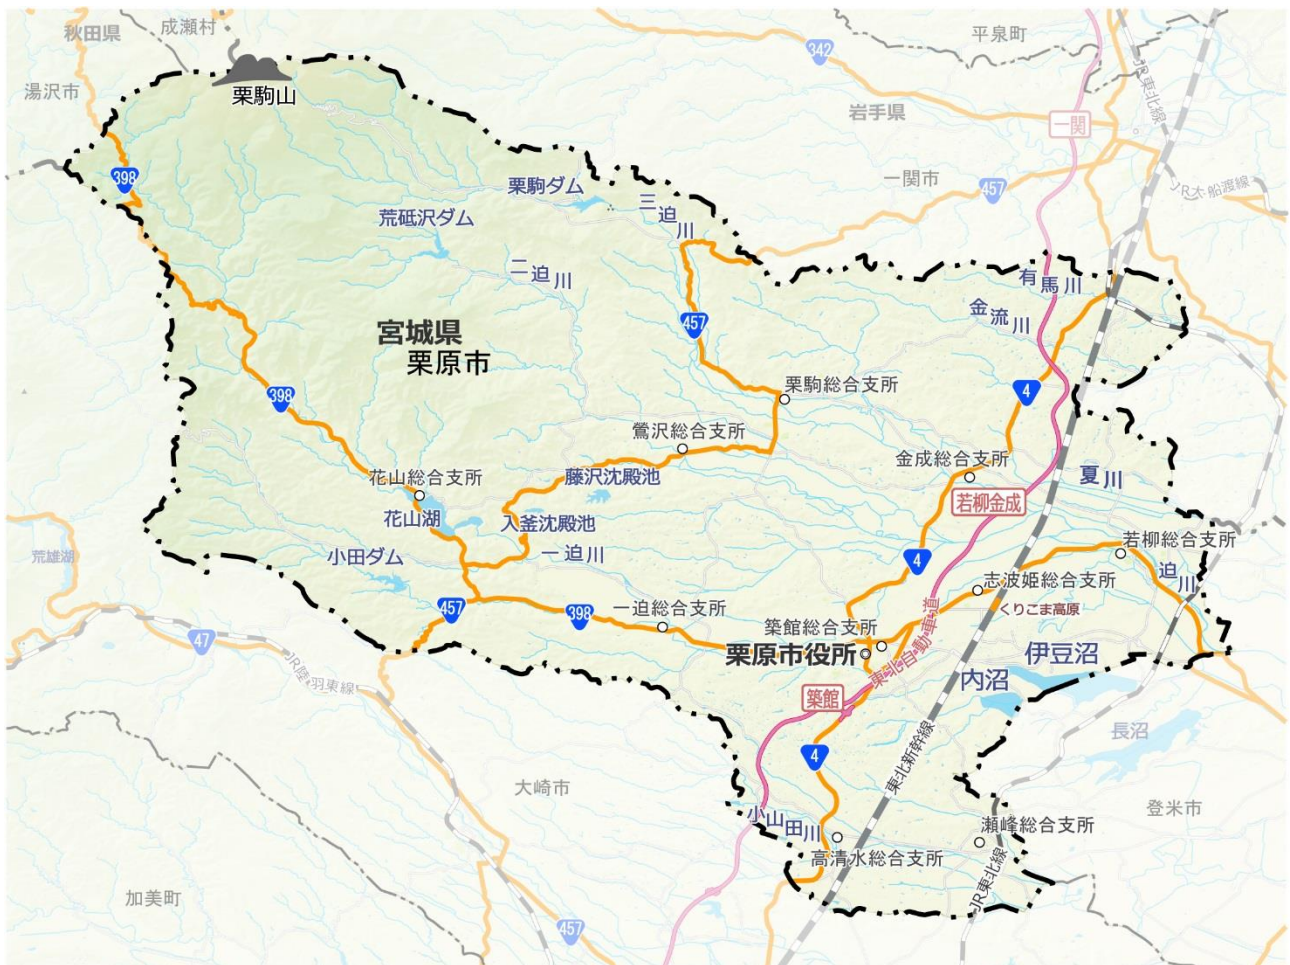 秋田県
成瀬村
平泉町
342
湯沢市
栗駒山
JR東北線
岩手県
一関
398
栗駒ダム
一関市
457
JR大船渡線
荒砥沢ダム
三迫川
二迫川
有馬川
金流川
宮城県
栗原市
457
398
栗駒総合支所
4
鶯沢総合支所
金成総合支所
花山総合支所
藤沢沈殿池
夏川
若柳金成
花山湖
入釜沈殿池
荒雄湖
小田ダム
一迫川
若柳総合支所
4
志波姫総合支所
迫川
457
398
一迫総合支所
くりこま高原
47
築館総合支所
栗原市役所
東北自動車道
伊豆沼
内沼
JR陸羽東線
築館
長沼
4
東北新幹線
大崎市
登米市
小山田川
瀬峰総合支所
高清水総合支所
JR東北線
加美町
457